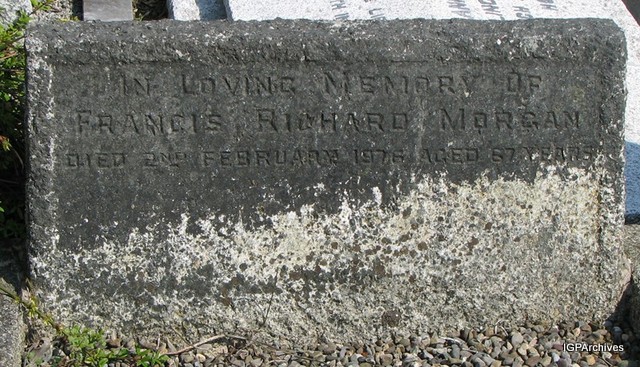 IN LOVING MEMORY OF
FRANCIS RICHARD MORGAN
DIED 2ND FEBRUARY 1976 AGED 67 YEARS
IGPArchives